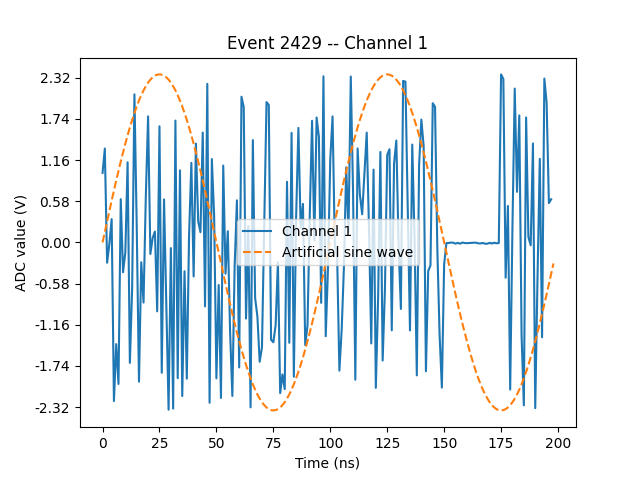 Event 2429 -- Channel 1
ADC value (V)
2.32
1.74
1.16
0.58
0.00
-0.58
-1.16
-1.74
-2.32
Channel 1
Artificial sine wave
0 25 50 75 100 125 150 175 200
Time (ns)